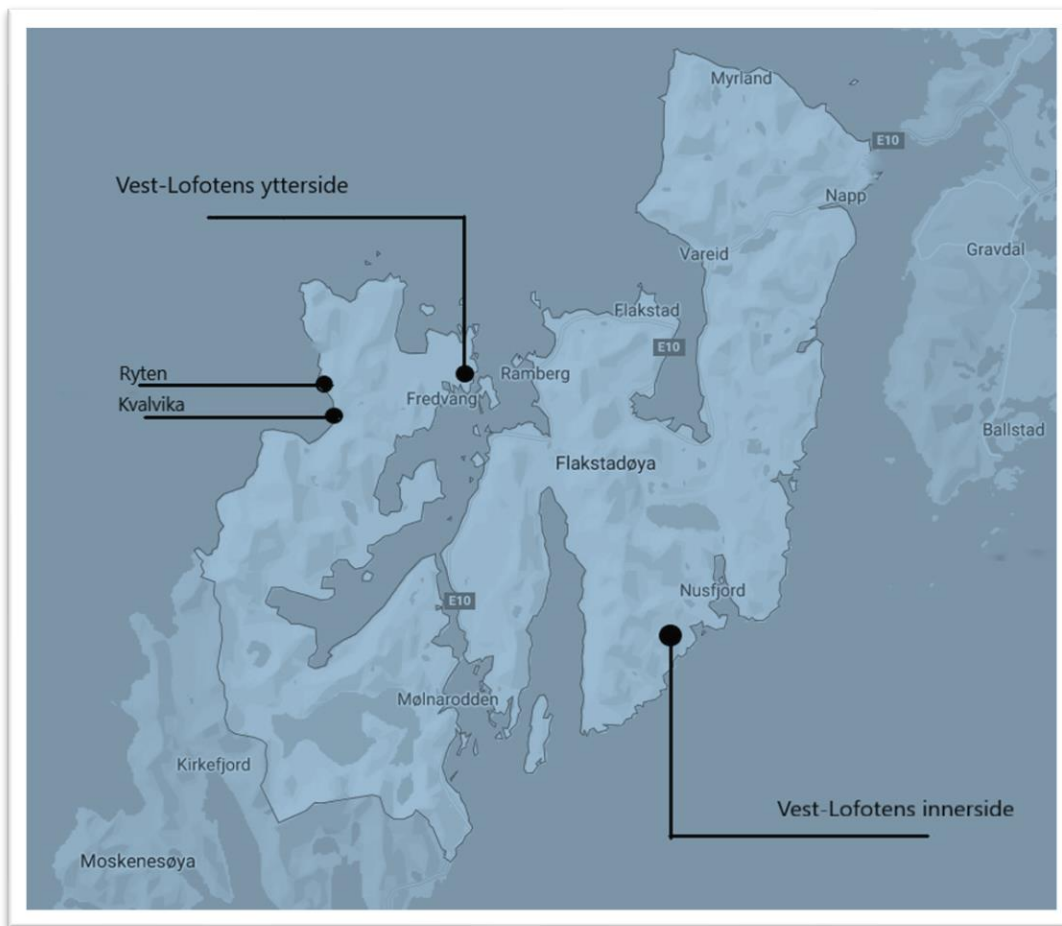 Myrland
E10
Vest-Lofotens ytterside
Napp
Vareid
Gravdal
Flakstad
E10
Ryten
Ramberg
Fredvang
Kvalvika
Ballstad
Flakstadøya
Nusfjord
E10
Mølnarodden
Kirkefjord
Vest-Lofotens innerside
Moskenesøya